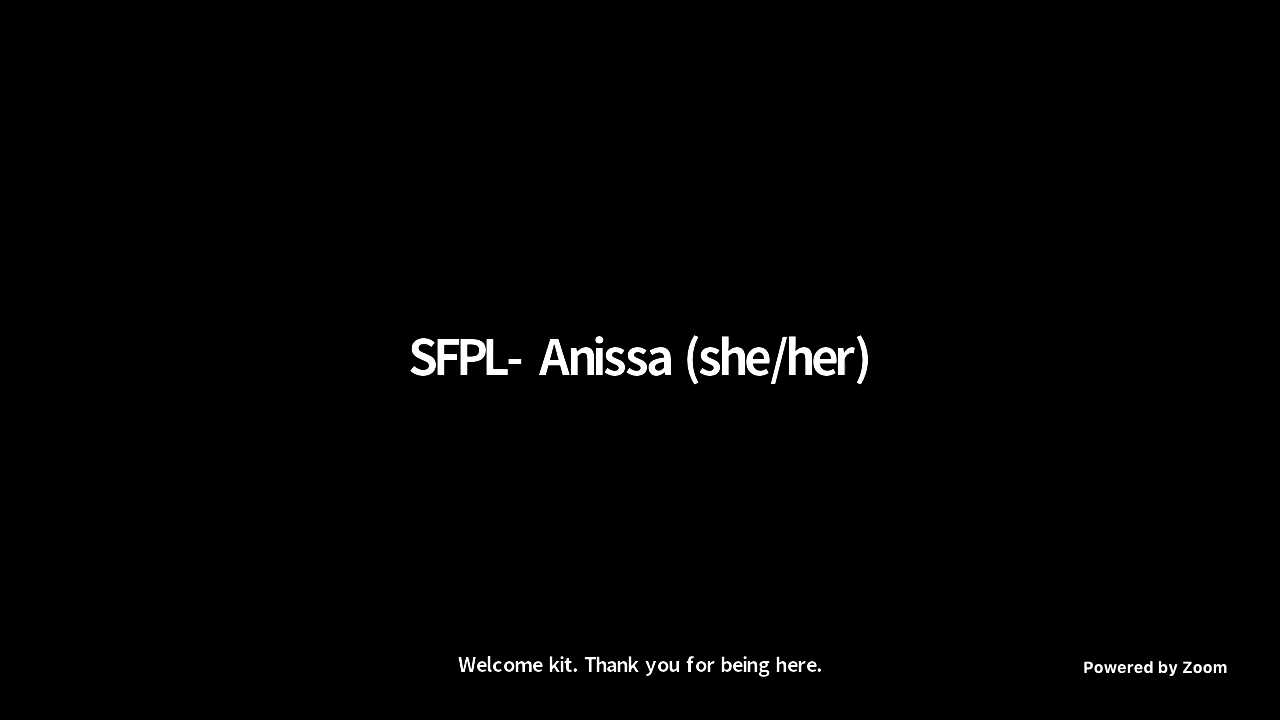 SFPL- Anissa (she/her)
Welcome kit. Thank you for being here.
Powered by Zoom